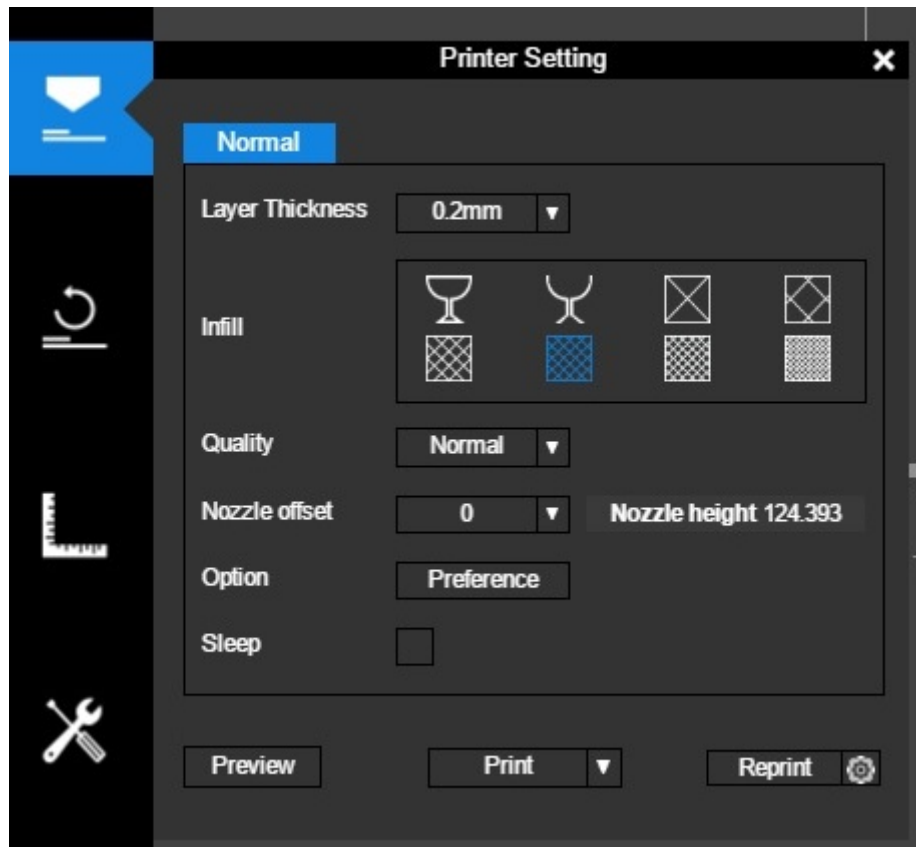 Printer Setting
Normal
Layer Thickness 0.2mm
Infill
Quality Normal
Nozzle offset 0 Nozzle height 124.393
Option Preference
Sleep
Preview Print Reprint